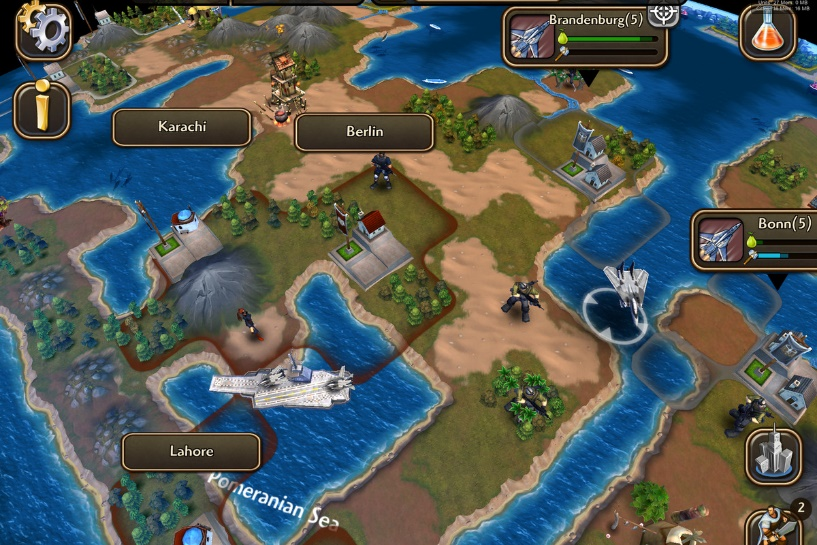 Brandenburg(5)
Karachi
Berlin
Bonn(5)
Lahore
Pomeranian Sea
2